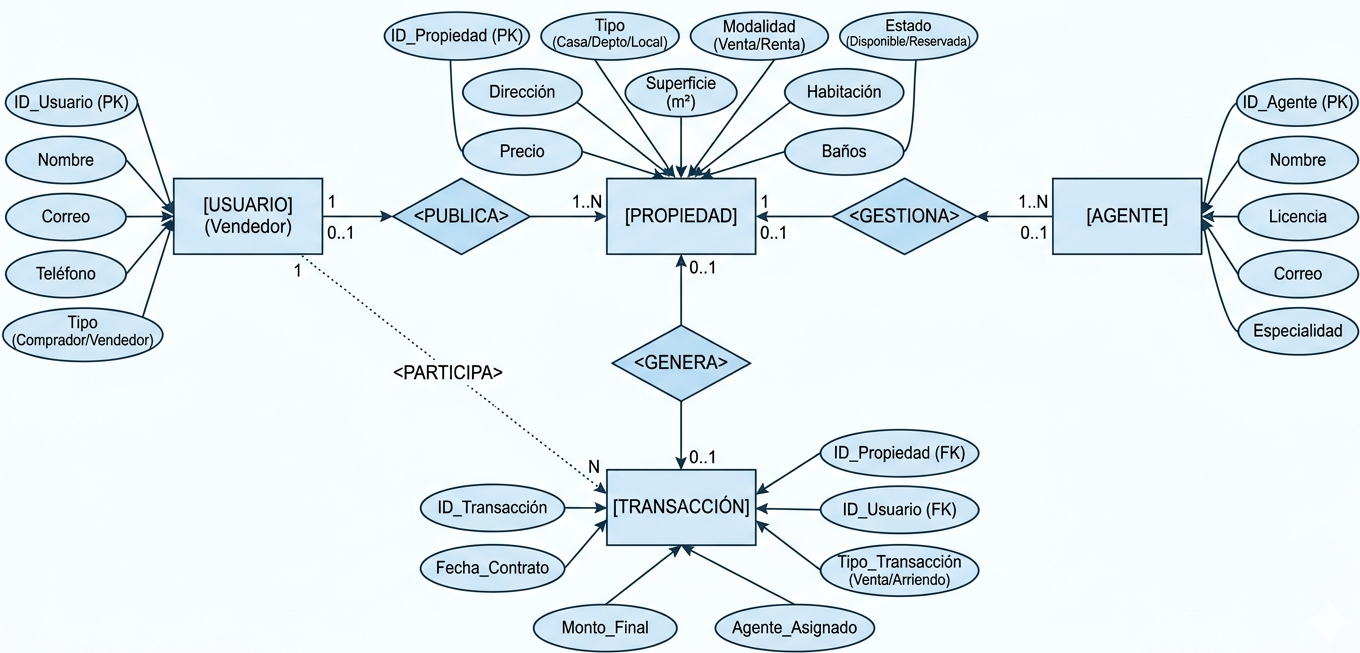 ID_Propiedad (PK)
Tipo
(Casa/Depto/Local)
Modalidad
(Venta/Renta)
Estado
(Disponible/Reservada)
Dirección
Superficie
(m²)
Habitación
Precio
Baños
ID_Usuario (PK)
Nombre
Correo
Teléfono
Tipo
(Comprador/Vendedor)
[USUARIO]
(Vendedor)
1
0..1
1
<PUBLICA>
1..N
[PROPIEDAD]
1
0..1
0..1
<GESTIONA>
1..N
0..1
[AGENTE]
ID_Agente (PK)
Nombre
Licencia
Correo
Especialidad
<PARTICIPA>
N
<GENERA>
0..1
[TRANSACCIÓN]
ID_Transacción
Fecha_Contrato
Monto_Final
Agente_Asignado
ID_Propiedad (FK)
ID_Usuario (FK)
Tipo_Transacción
(Venta/Arriendo)